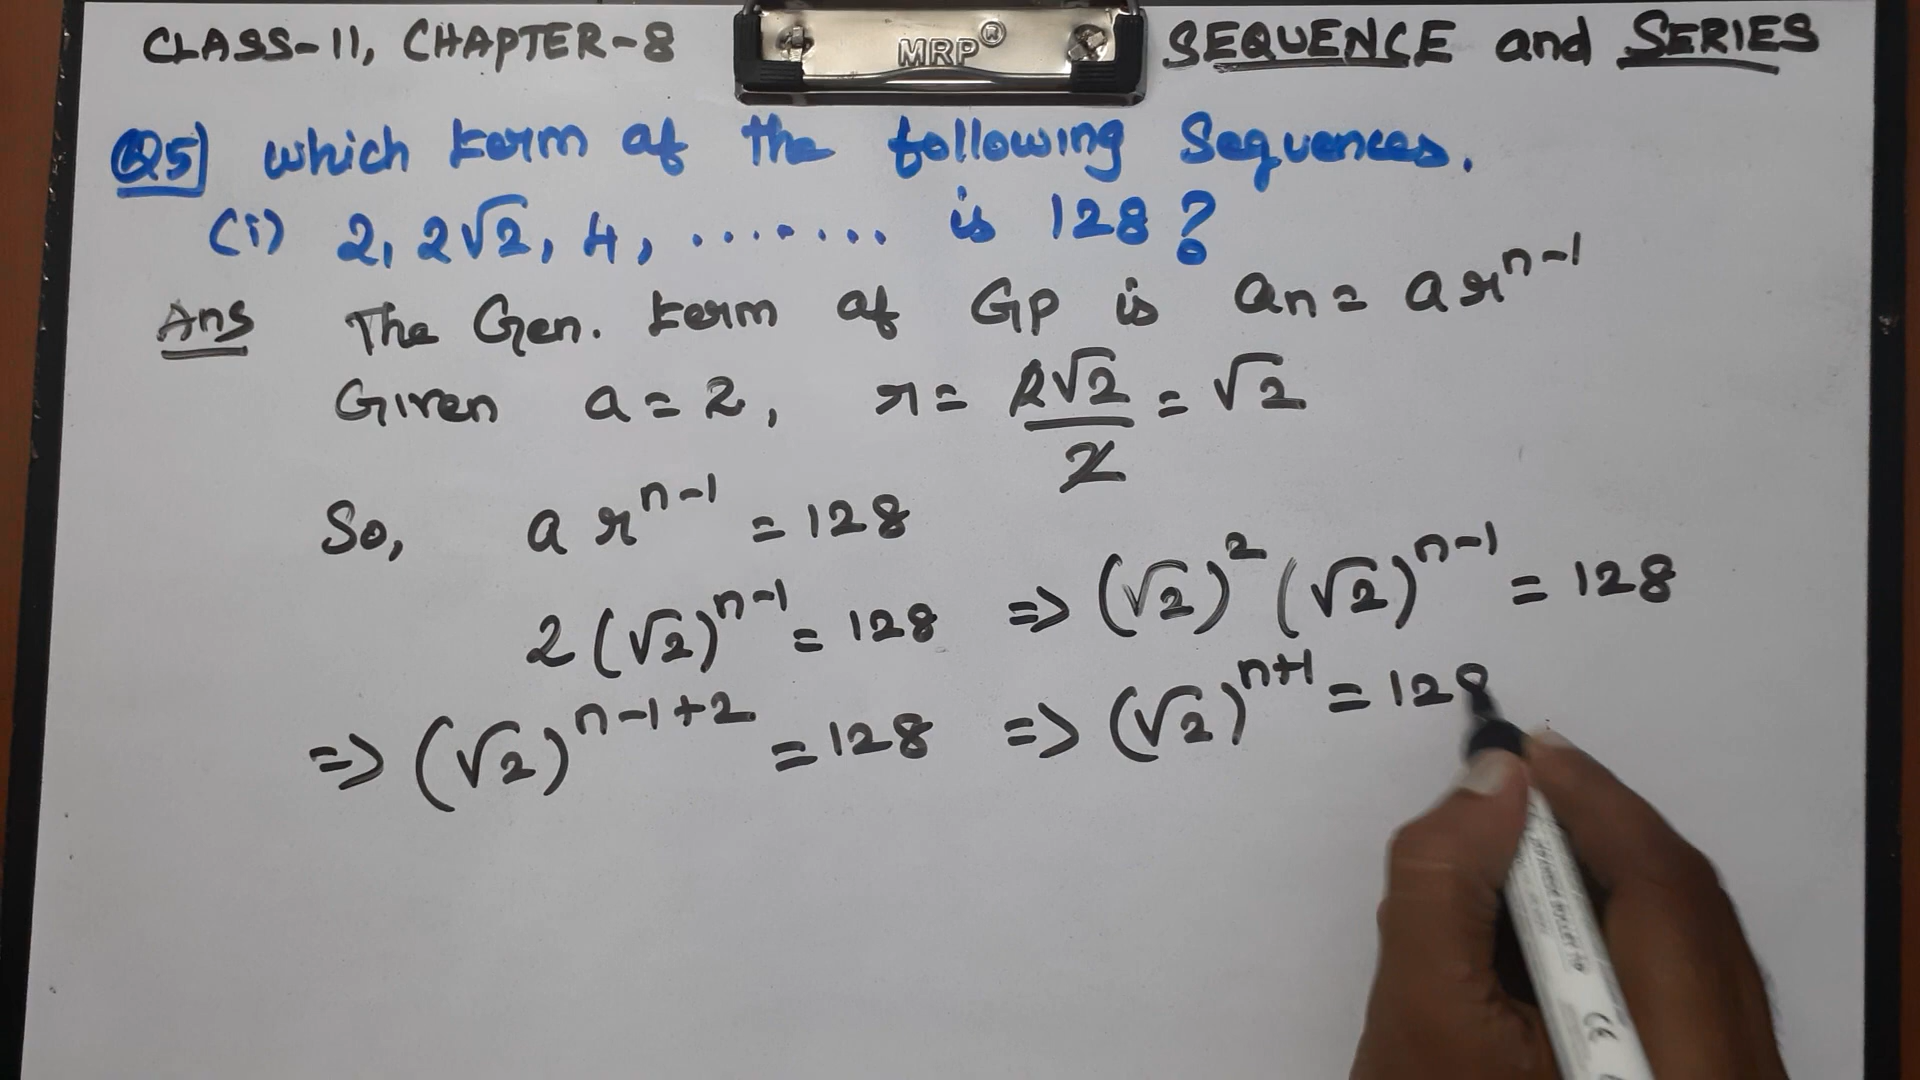 CLASS-11, CHAPTER-8 MRP® SEQUENCE and SERIES
Q5] which term of the following Sequences.
(i) 2, 2√2, 4, ........ is 128?
Ans The Gen. term of GP is an = ar^(n-1)
Given a = 2, r = 2√2/2 = √2
So, a r^(n-1) = 128
2(√2)^(n-1) = 128 => (√2)^2 (√2)^(n-1) = 128
=> (√2)^(n-1+2) = 128 => (√2)^(n+1) = 128
CE